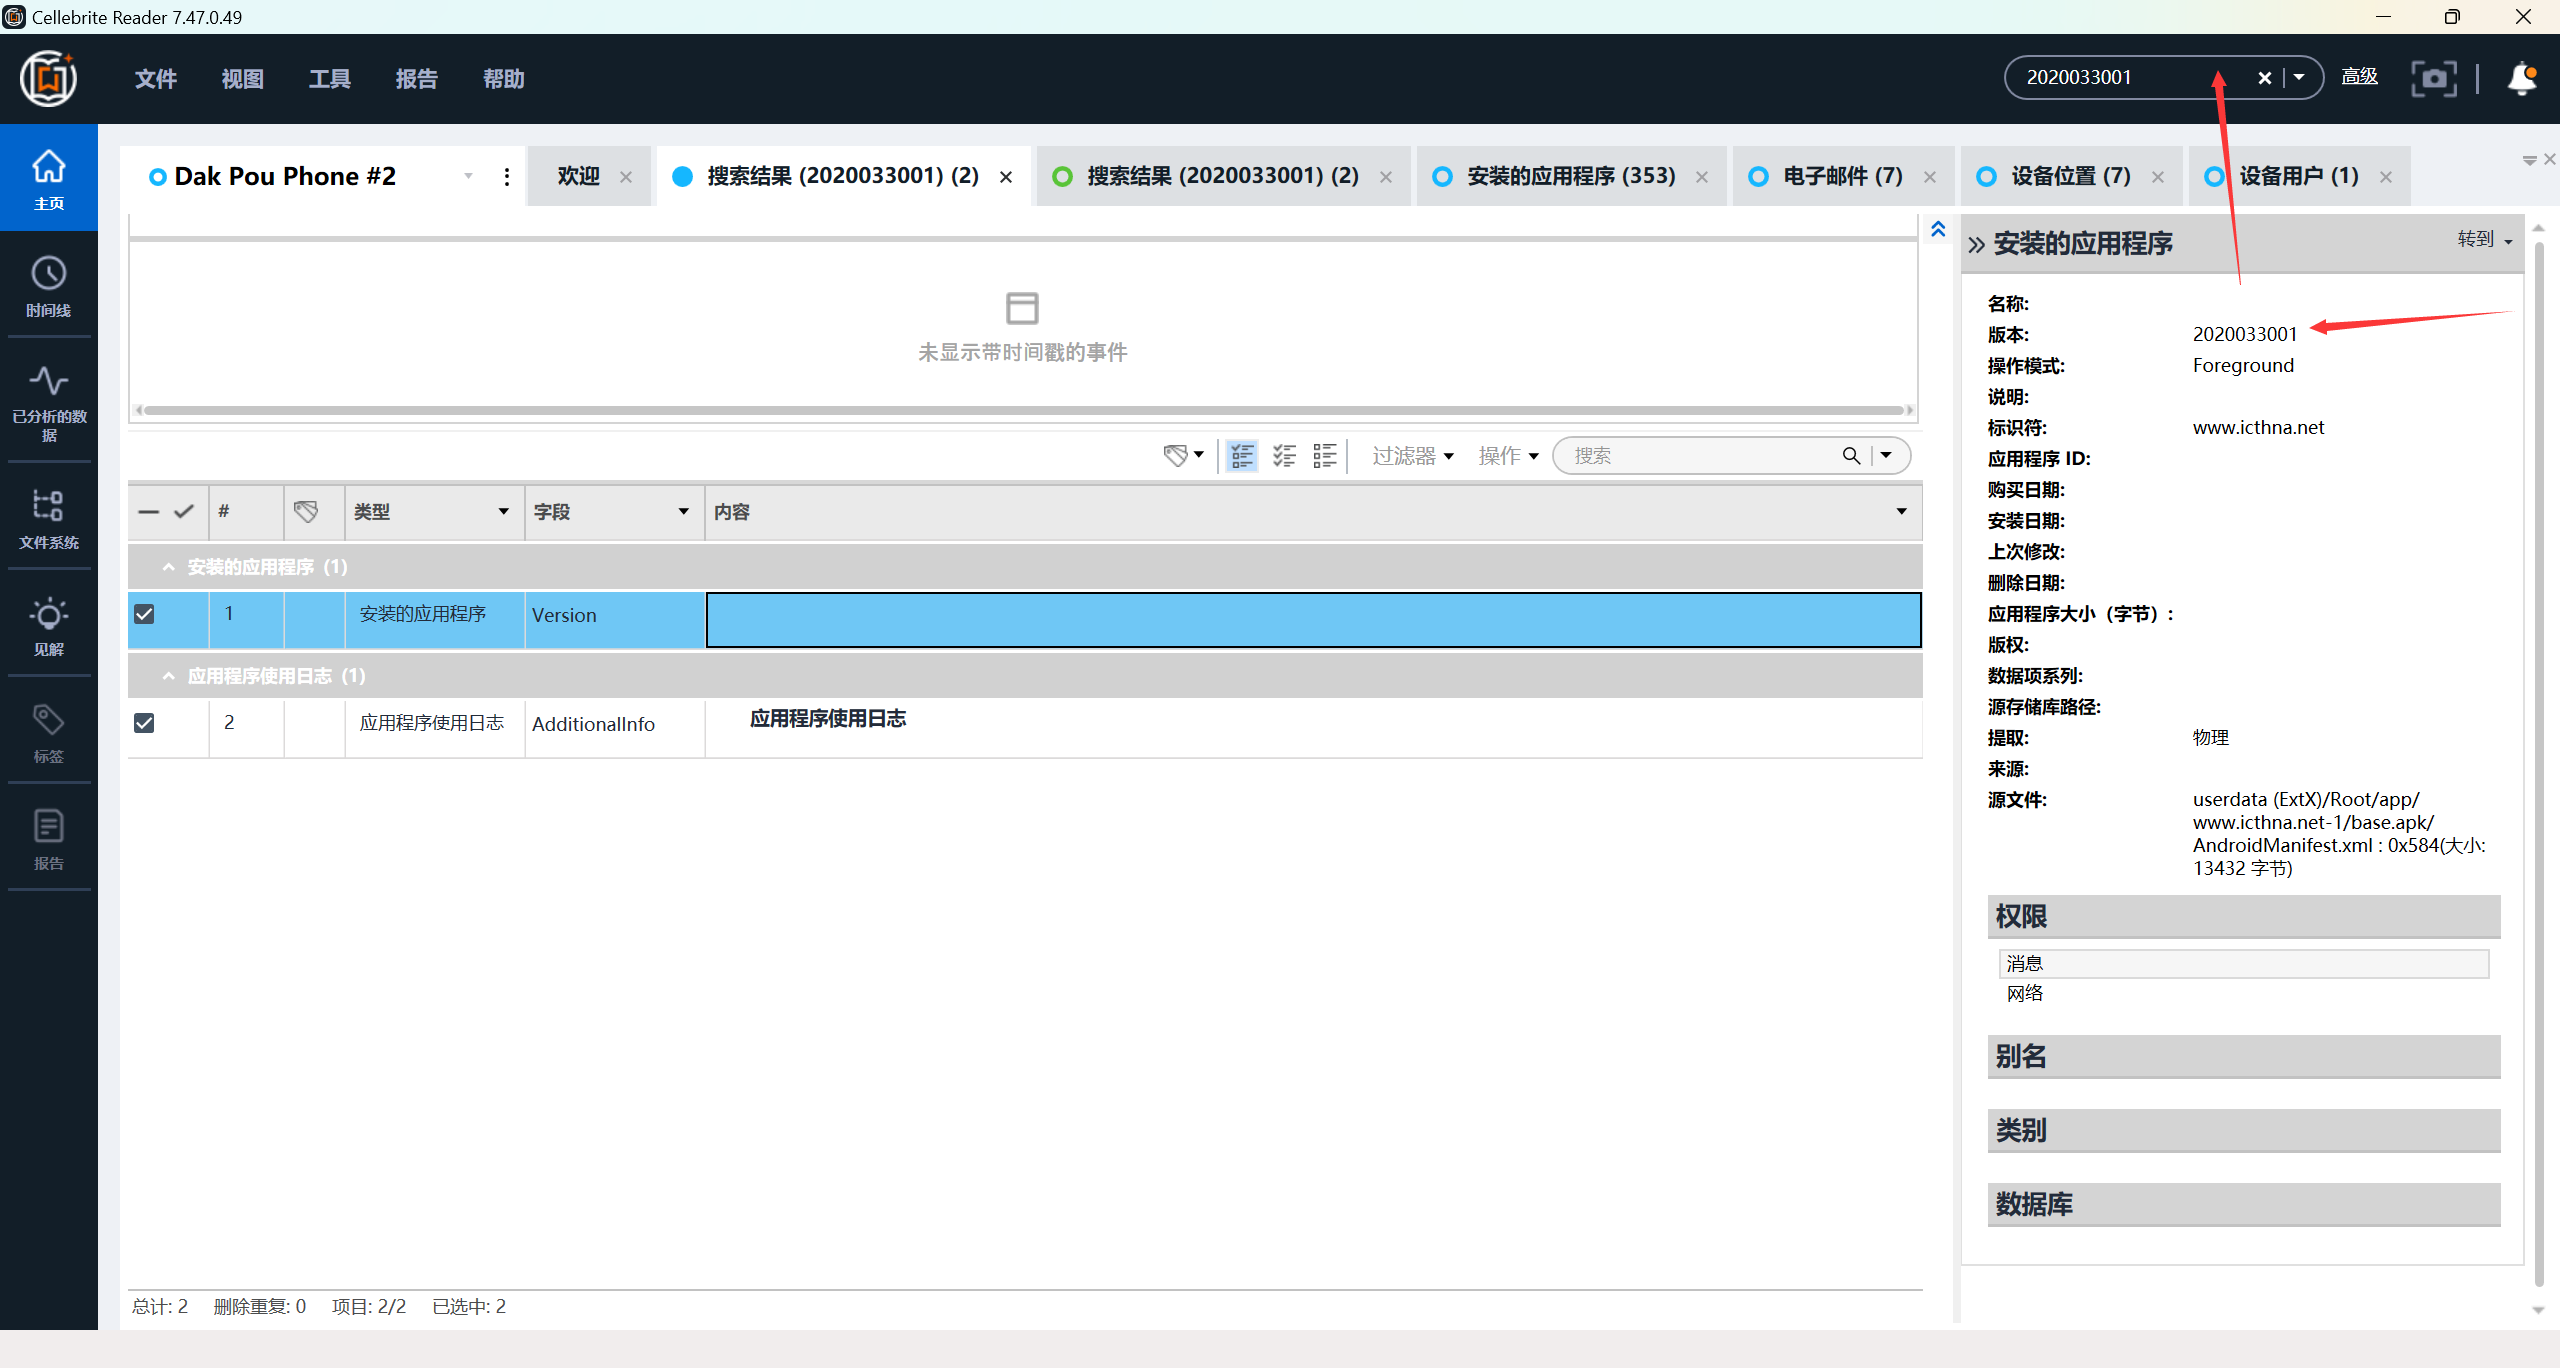 Cellebrite Reader 7.47.0.49
文件 视图 工具 报告 帮助
2020033001
高级
Dak Pou Phone #2
欢迎
搜索结果 (2020033001) (2)
搜索结果 (2020033001) (2)
安装的应用程序 (353)
电子邮件 (7)
设备位置 (7)
设备用户 (1)
主页
时间线
已分析的数
据
文件系统
见解
标签
报告
未显示带时间戳的事件
过滤器
操作
搜索
# 类型 字段 内容
安装的应用程序 (1)
1 安装的应用程序 Version
应用程序使用日志 (1)
2 应用程序使用日志 AdditionalInfo 应用程序使用日志
总计: 2 删除重复: 0 项目: 2/2 已选中: 2
安装的应用程序
转到
名称:
版本: 2020033001
操作模式: Foreground
说明:
标识符: www.icthna.net
应用程序 ID:
购买日期:
安装日期:
上次修改:
删除日期:
应用程序大小（字节）:
版权:
数据项系列:
源存储库路径:
提取: 物理
来源:
源文件: userdata (ExtX)/Root/app/
www.icthna.net-1/base.apk/
AndroidManifest.xml : 0x584(大小:
13432 字节)
权限
消息
网络
别名
类别
数据库